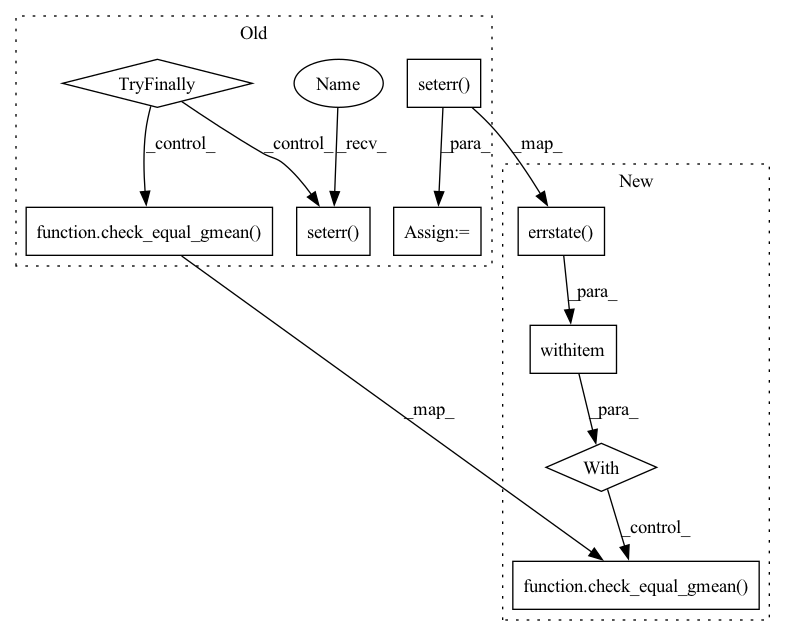 Old
TryFinally
Name
seterr()
_control_
_control_
_recv_
_para_
_map_
New
function.check_equal_gmean()
seterr()
Assign:=
errstate()
_para_
withitem
_map_
_para_
With
_control_
function.check_equal_gmean()